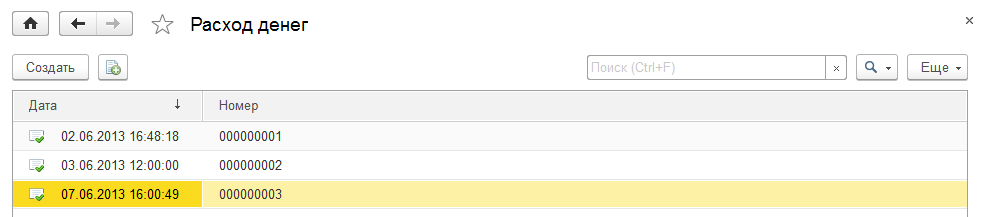 Расход денег
Создать Поиск (Ctrl+F) Еще
Дата Номер
02.06.2013 16:48:18 000000001
03.06.2013 12:00:00 000000002
07.06.2013 16:00:49 000000003